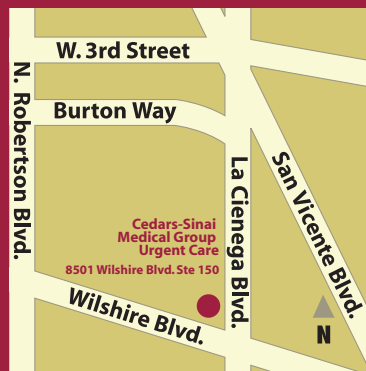 W. 3rd Street
N. Robertson Blvd.
Burton Way
La Cienega Blvd.
San Vicente Blvd.
Cedars-Sinai
Medical Group
Urgent Care
8501 Wilshire Blvd. Ste 150
Wilshire Blvd.
N